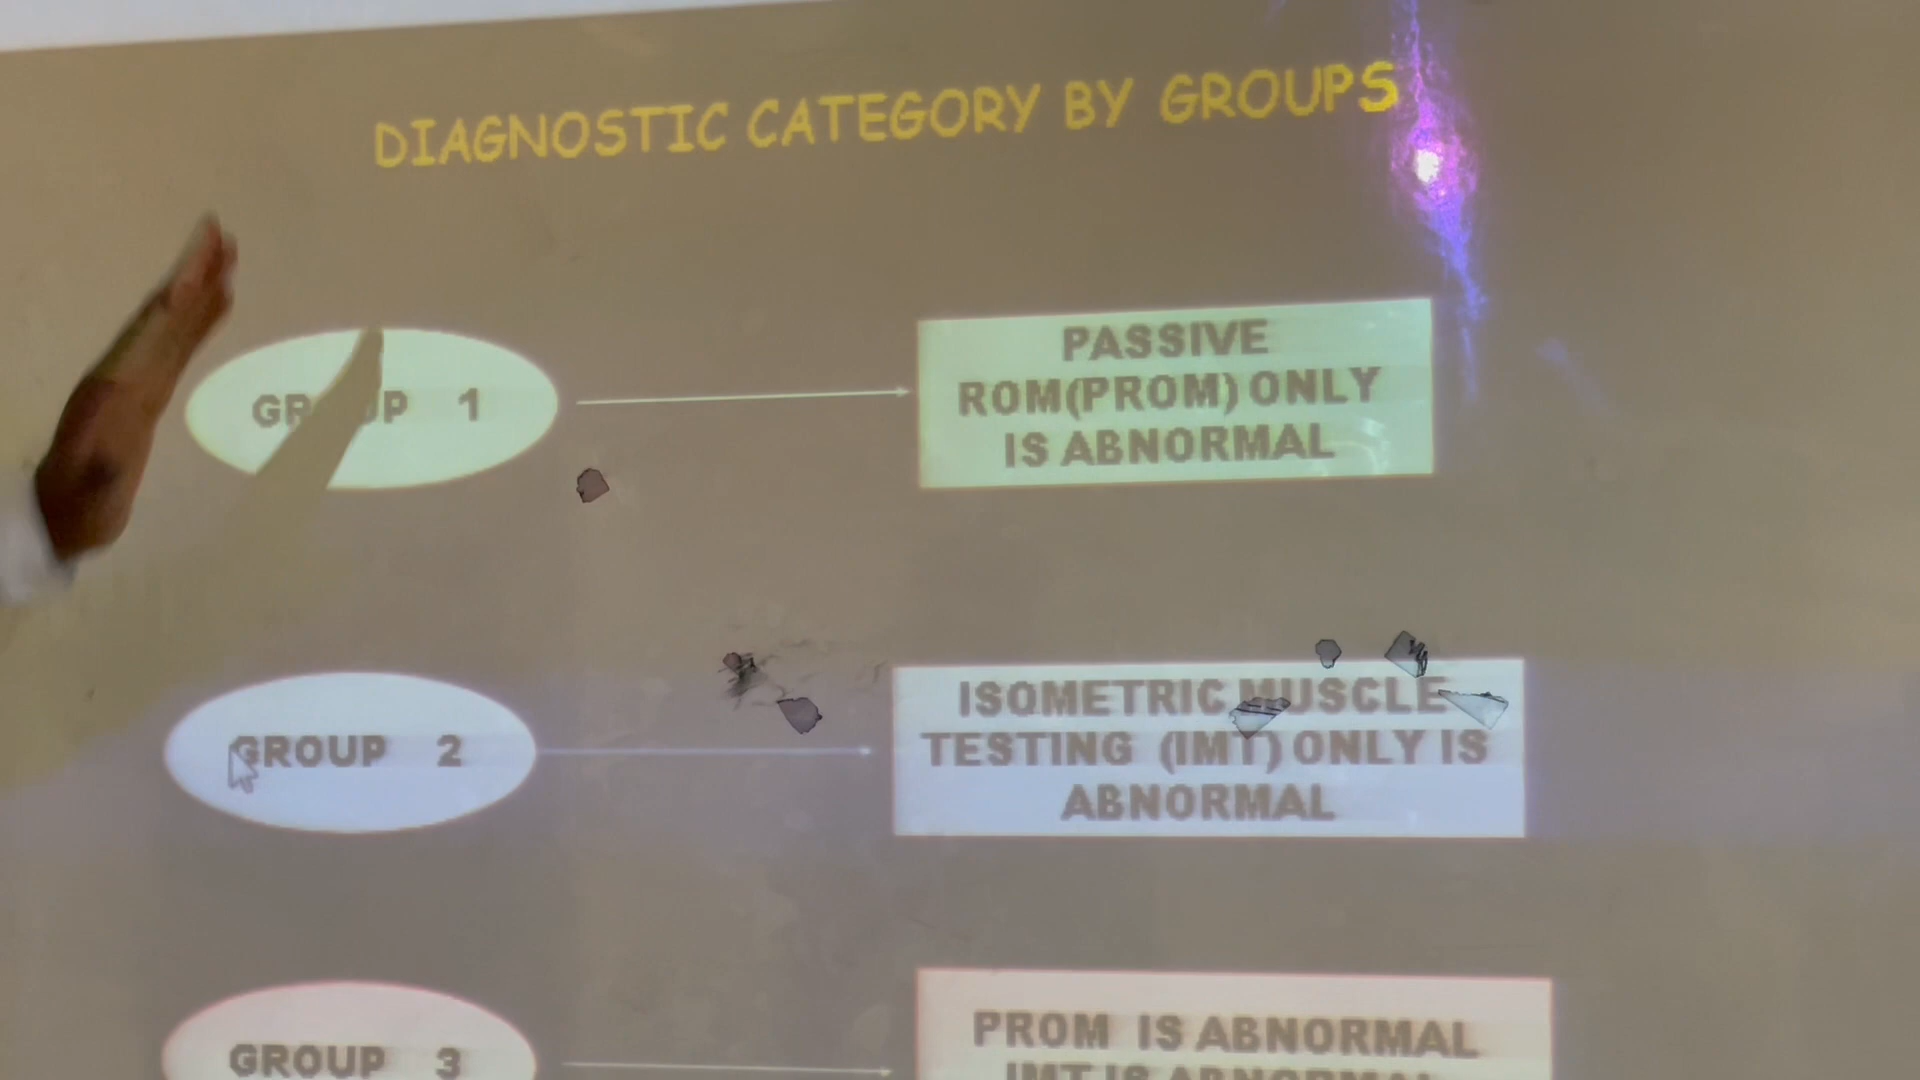 DIAGNOSTIC CATEGORY BY GROUPS
GROUP 1
PASSIVE
ROM(PROM) ONLY
IS ABNORMAL
GROUP 2
ISOMETRIC MUSCLE
TESTING (IMT) ONLY IS
ABNORMAL
GROUP 3
PROM IS ABNORMAL
IMT IS ABNORMAL